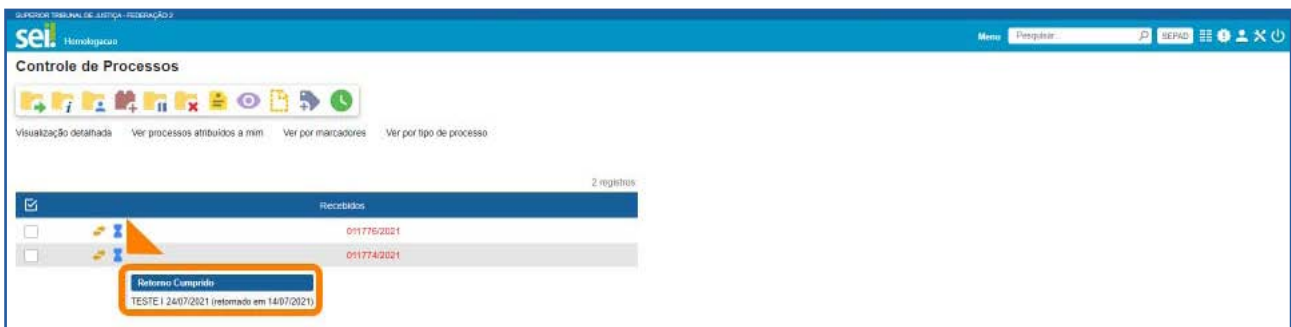 SUPERIOR TRIBUNAL DE JUSTIÇA - FEDERAÇÃO 2
sei. Homologacao Menu Pesquisar... SEPAD
Controle de Processos
Visualização detalhada Ver processos atribuídos a mim Ver por marcadores Ver por tipo de processo
2 registros:
Recebidos
011776/2021
011774/2021
Retorno Cumprido
TESTE I 24/07/2021 (retornado em 14/07/2021)